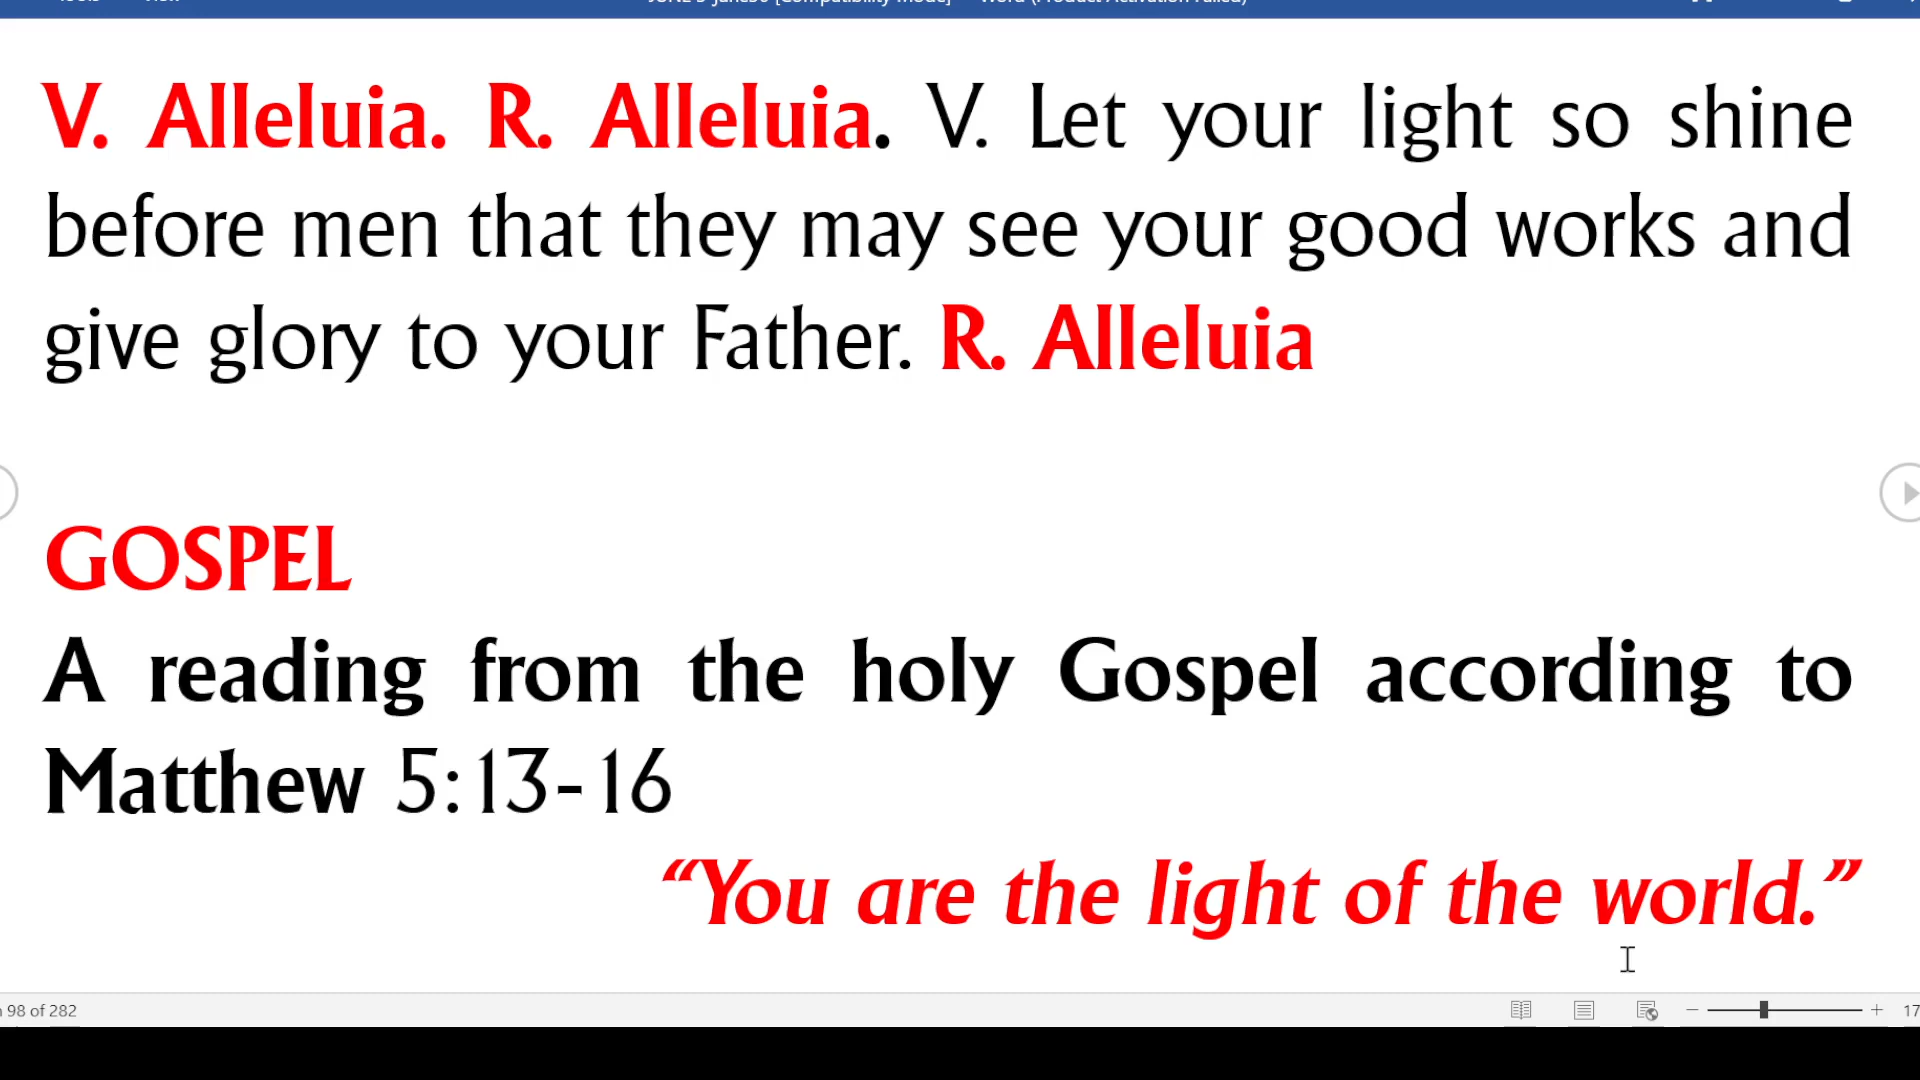 V. Alleluia. R. Alleluia. V. Let your light so shine
before men that they may see your good works and
give glory to your Father. R. Alleluia
GOSPEL
A reading from the holy Gospel according to
Matthew 5:13-16
“You are the light of the world.”
98 of 282